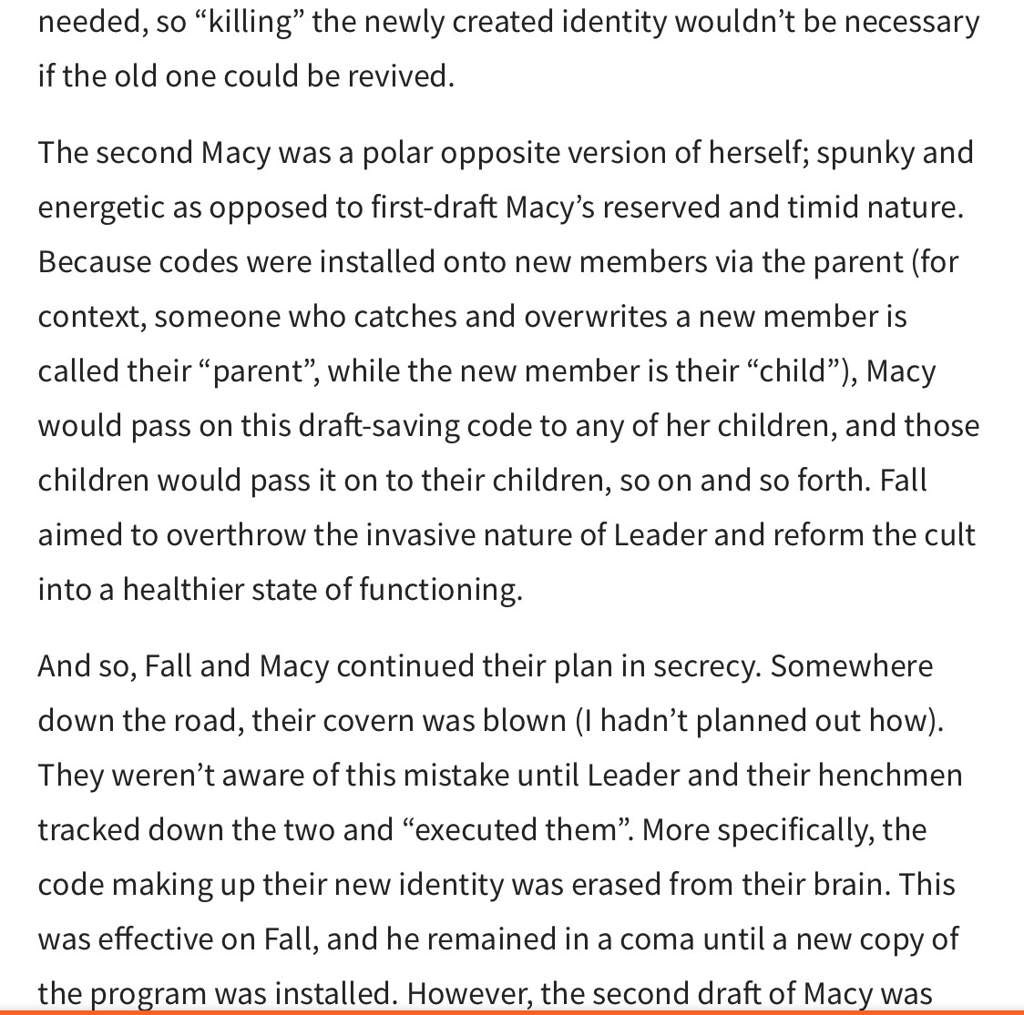 needed, so “killing” the newly created identity wouldn’t be necessary
if the old one could be revived.
The second Macy was a polar opposite version of herself; spunky and
energetic as opposed to first-draft Macy’s reserved and timid nature.
Because codes were installed onto new members via the parent (for
context, someone who catches and overwrites a new member is
called their “parent”, while the new member is their “child”), Macy
would pass on this draft-saving code to any of her children, and those
children would pass it on to their children, so on and so forth. Fall
aimed to overthrow the invasive nature of Leader and reform the cult
into a healthier state of functioning.
And so, Fall and Macy continued their plan in secrecy. Somewhere
down the road, their covern was blown (I hadn’t planned out how).
They weren’t aware of this mistake until Leader and their henchmen
tracked down the two and “executed them”. More specifically, the
code making up their new identity was erased from their brain. This
was effective on Fall, and he remained in a coma until a new copy of
the program was installed. However, the second draft of Macy was